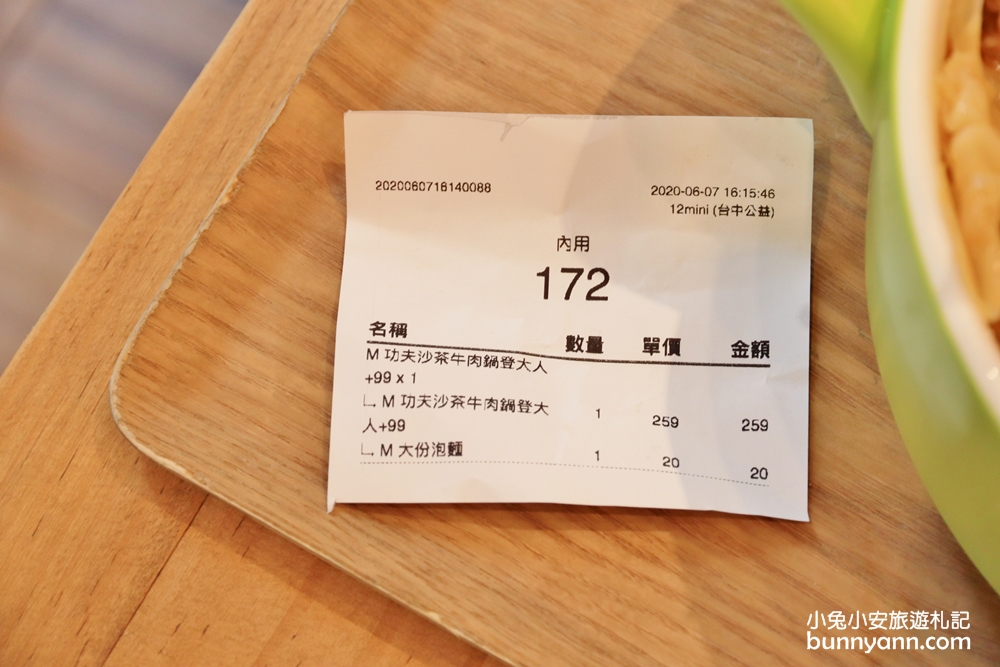 2020060716140088
2020-06-07 16:15:46
12mini (台中公益)
內用
172
名稱 數量 單價 金額
M 功夫沙茶牛肉鍋登大人
+99 x 1
∟ M 功夫沙茶牛肉鍋登大
人+99 1 259 259
∟ M 大份泡麵 1 20 20
小兔小安旅遊札記
bunnyann.com